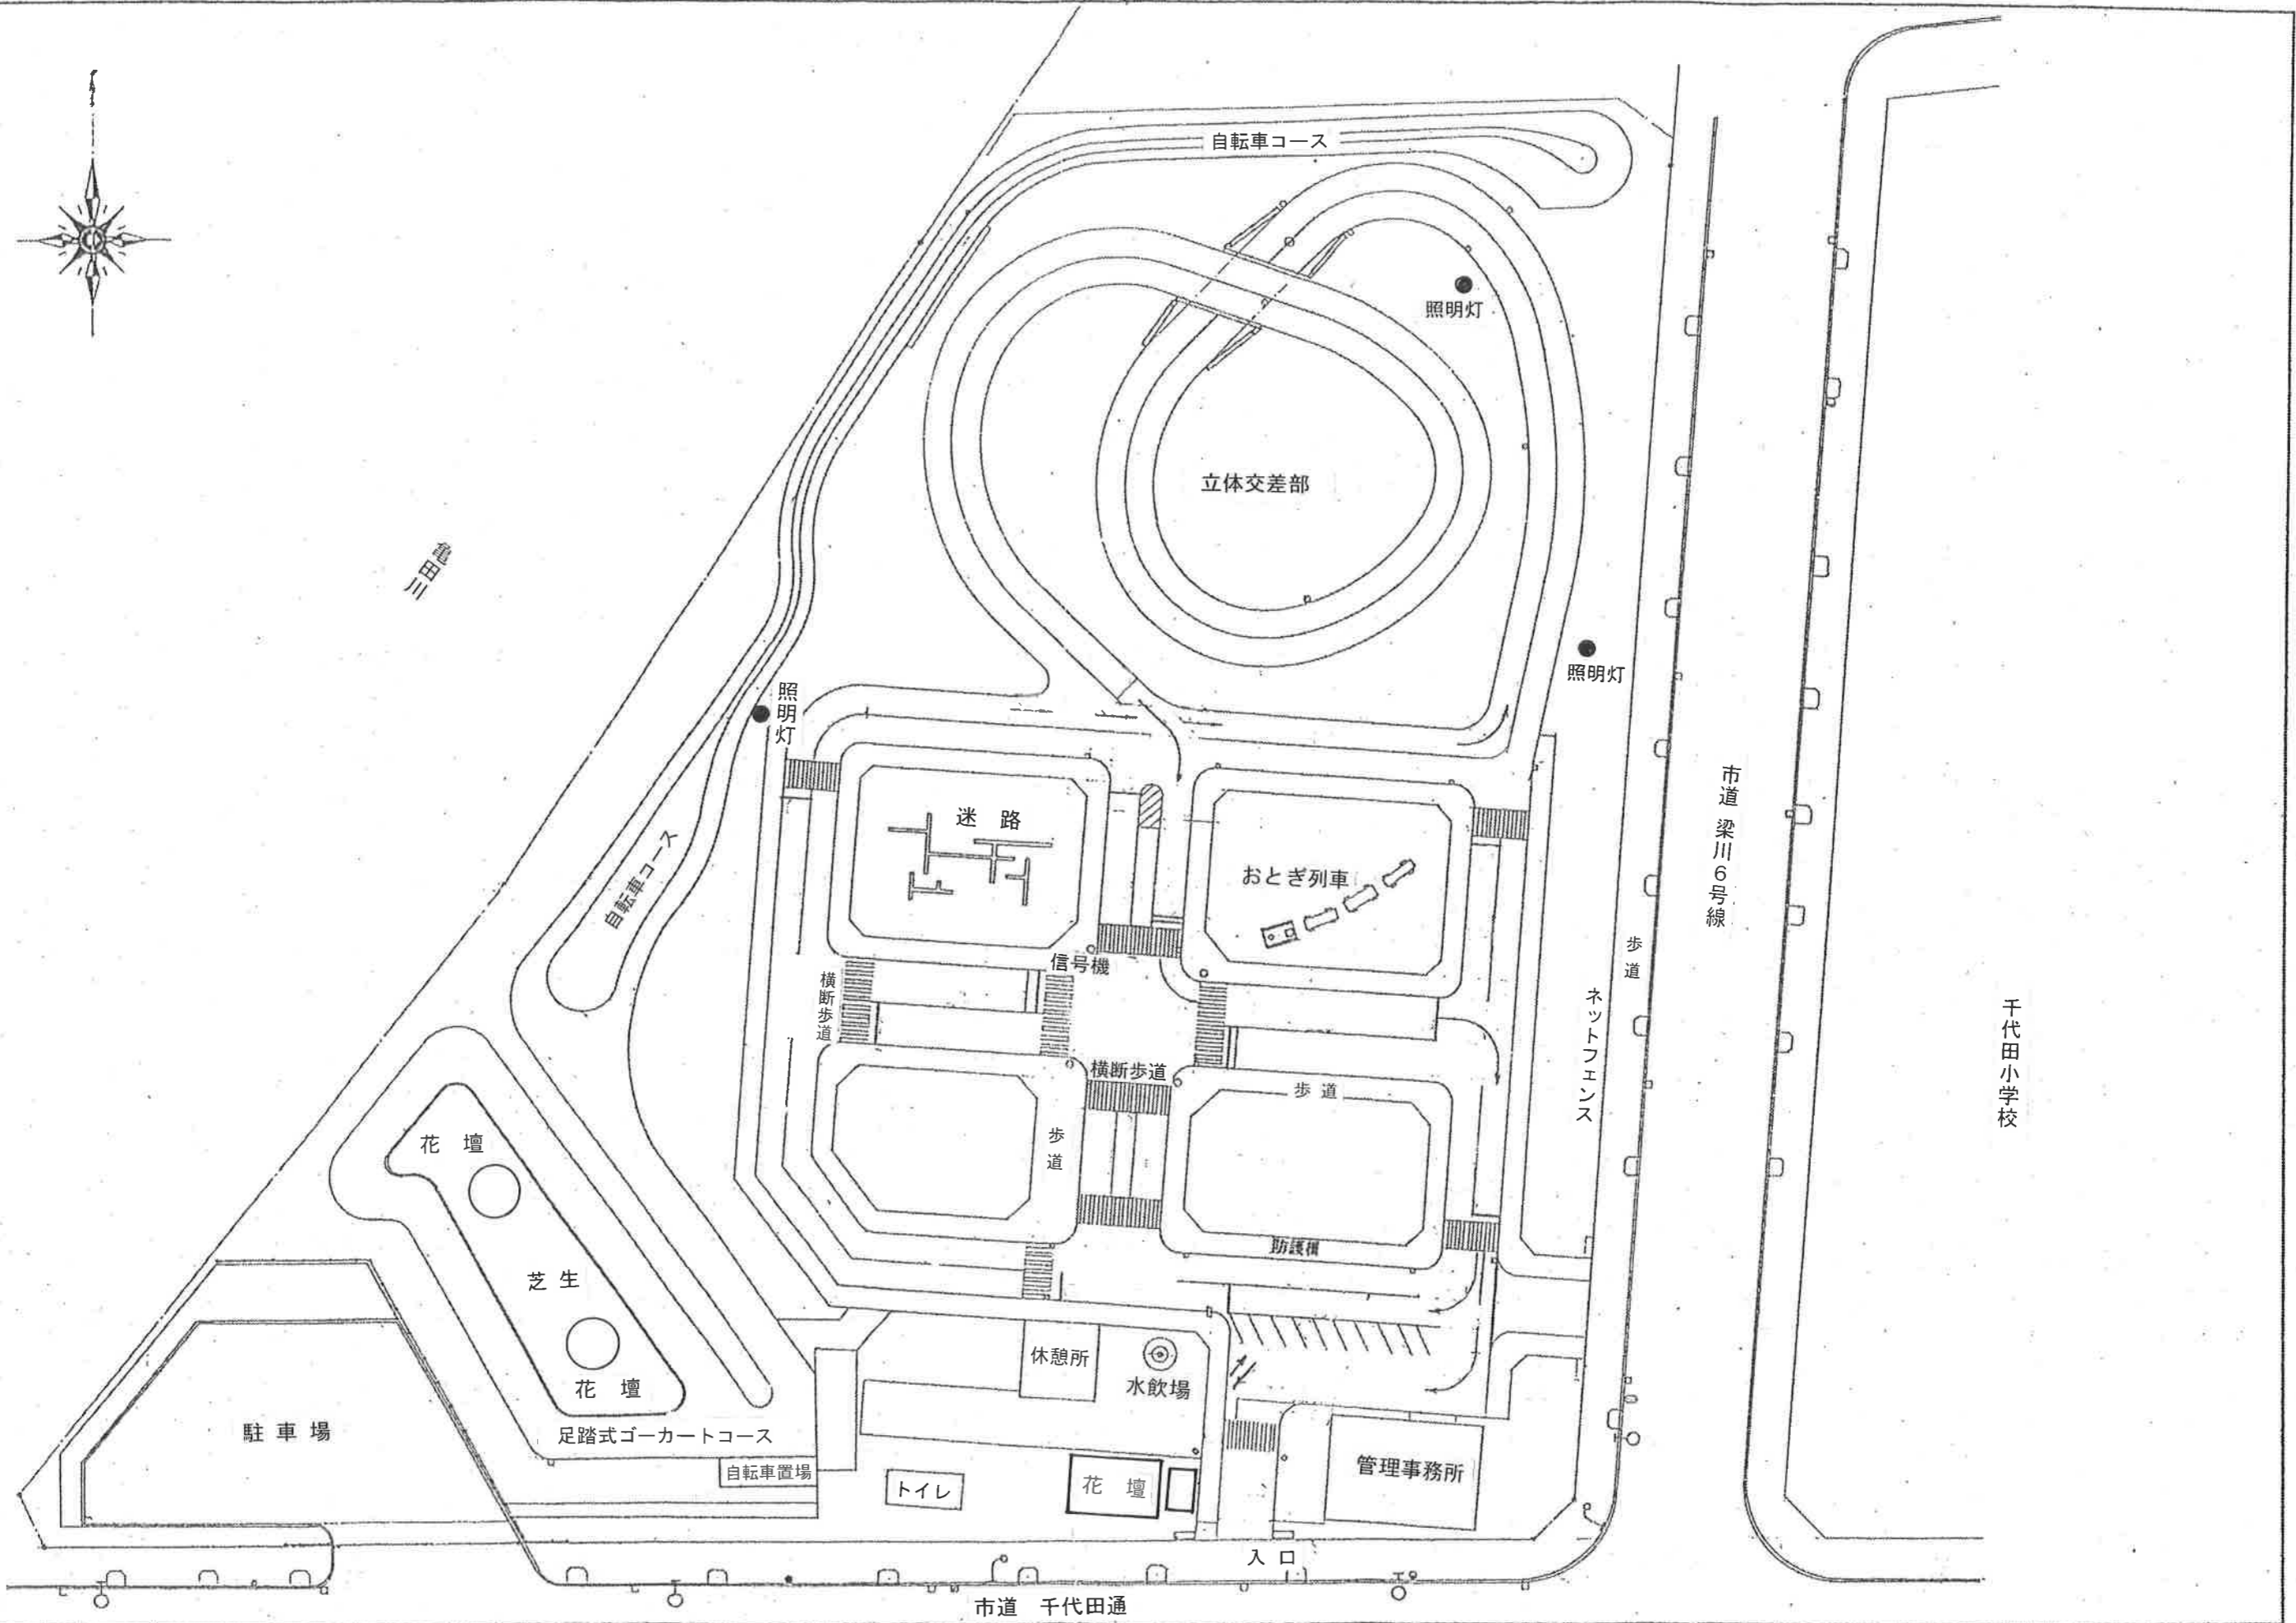 自転車コース
照明灯
立体交差部
亀田川
照明灯
照明灯
市道 梁川6号線
迷 路
おとぎ列車
自転車コース
歩道
信号機
横断歩道
ネットフェンス
千代田小学校
横断歩道
歩 道
歩道
花 壇
防護柵
芝 生
休憩所
水飲場
花 壇
駐 車 場
足踏式ゴーカートコース
自転車置場
管理事務所
トイレ
花 壇
入 口
市道 千代田通